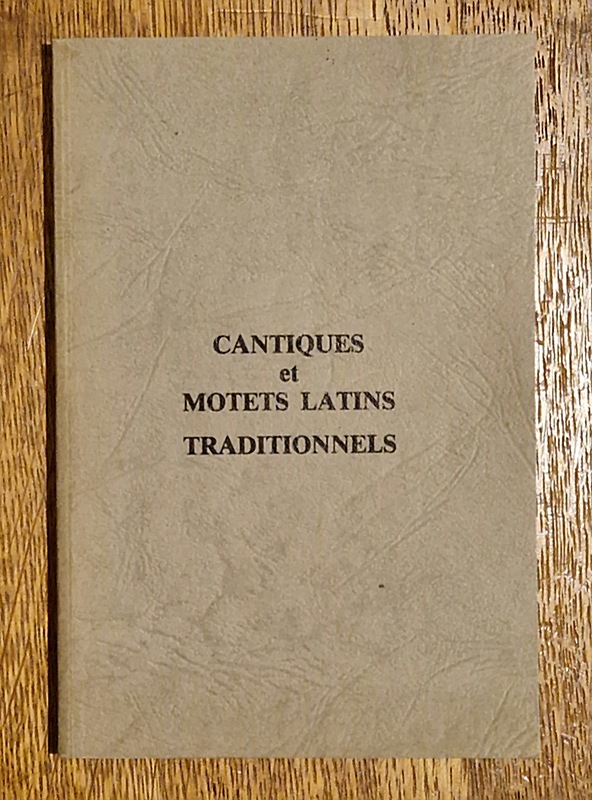 CANTIQUES
et
MOTETS LATINS
TRADITIONNELS